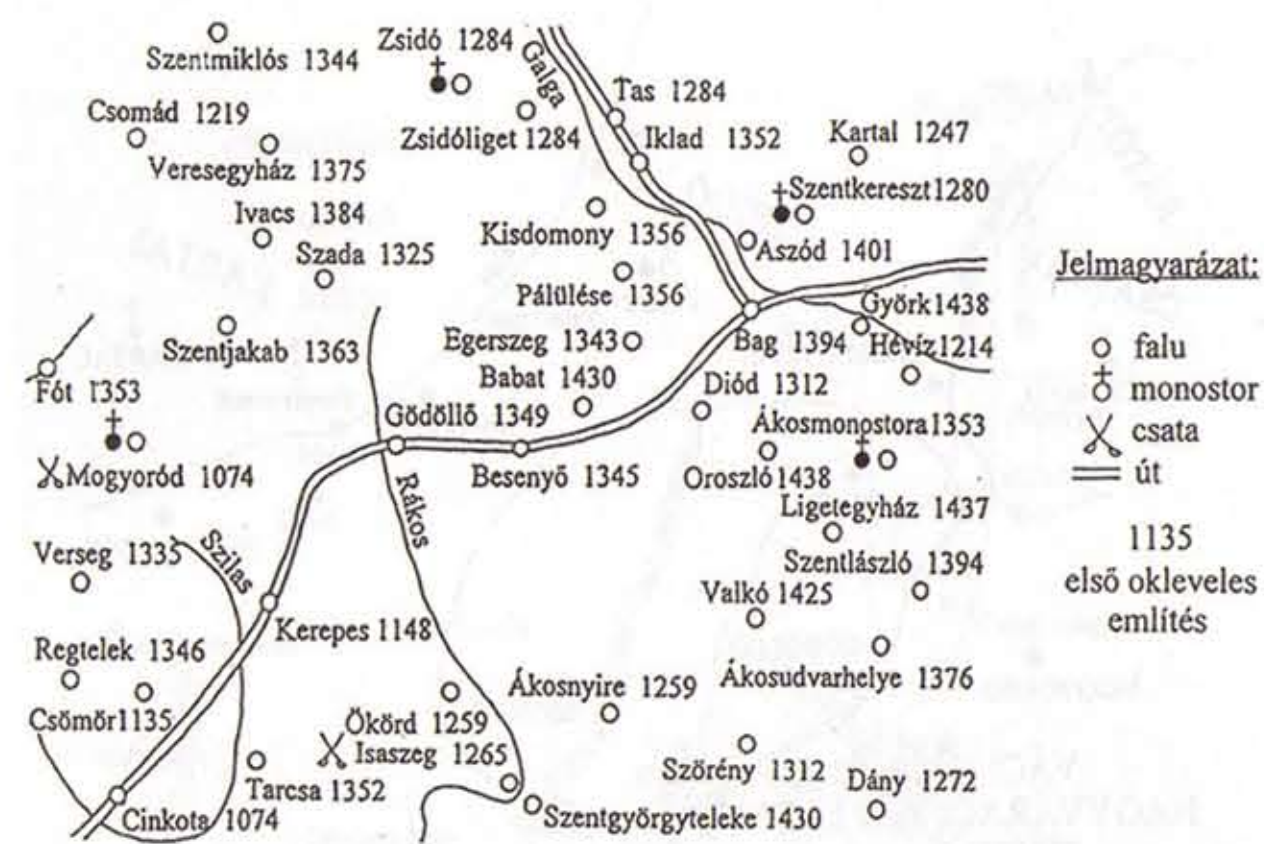 Szentmiklós 1344
Zsidó 1284
Galga
Tas 1284
Csomád 1219
Zsidóliget 1284
Iklad 1352
Kartal 1247
Veresegyház 1375
Szentkereszt 1280
Ivacs 1384
Kisdomony 1356
Aszód 1401
Szada 1325
Pálülése 1356
Györk 1438
Szentjakab 1363
Egerszeg 1343
Bag 1394
Hévíz 1214
Fót 1353
Babat 1430
Diód 1312
Gödöllő 1349
Ákosmonostora 1353
Mogyoród 1074
Besenyő 1345
Oroszló 1438
Rákos
Ligetegyház 1437
Verseg 1335
Szilas
Szentlászló 1394
Valkó 1425
Kerepes 1148
Regtelek 1346
Ákosudvarhelye 1376
Ákosnyire 1259
Csömör 1135
Ökörd 1259
Isaszeg 1265
Szörény 1312
Dány 1272
Tarcsa 1352
Cinkota 1074
Szentgyörgyteleke 1430
Jelmagyarázat:
falu
monostor
csata
út
1135
első okleveles
említés